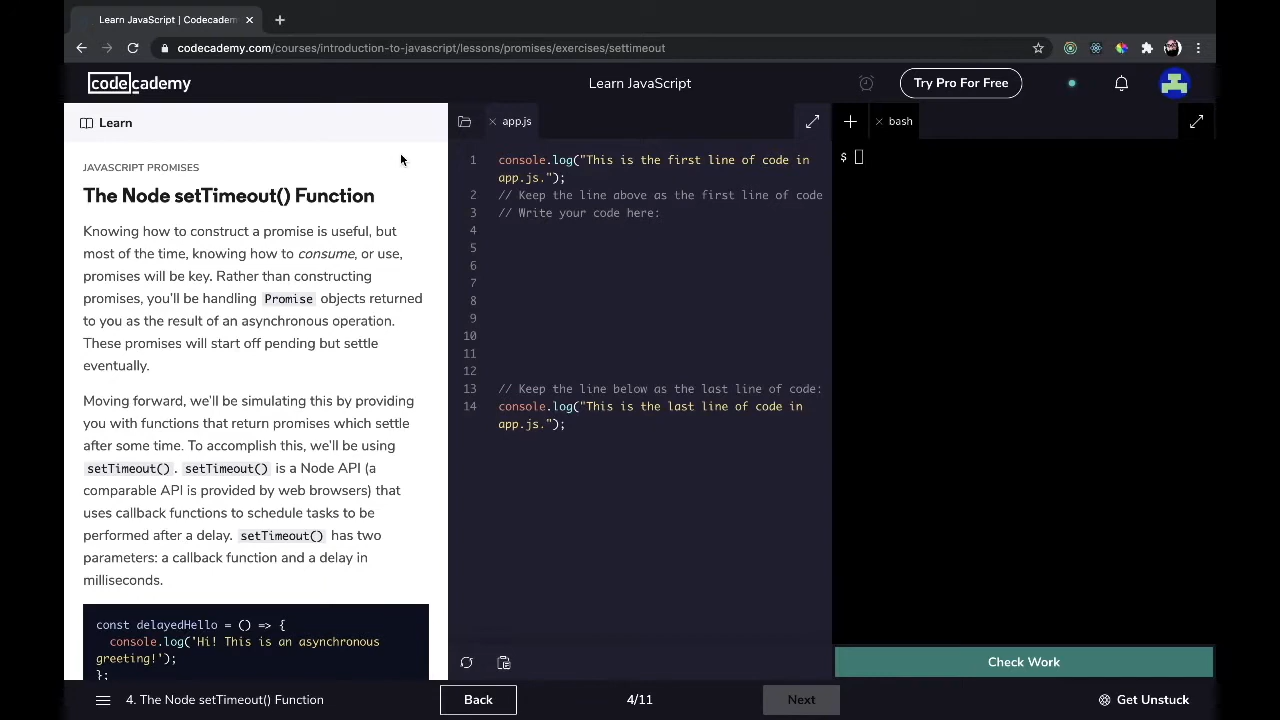 Learn JavaScript | Codecadem
codecademy.com/courses/introduction-to-javascript/lessons/promises/exercises/settimeout
codecademy
Learn JavaScript
Try Pro For Free
Learn
JAVASCRIPT PROMISES
The Node setTimeout() Function
Knowing how to construct a promise is useful, but
most of the time, knowing how to consume, or use,
promises will be key. Rather than constructing
promises, you'll be handling Promise objects returned
to you as the result of an asynchronous operation.
These promises will start off pending but settle
eventually.
Moving forward, we'll be simulating this by providing
you with functions that return promises which settle
after some time. To accomplish this, we'll be using
setTimeout(). setTimeout() is a Node API (a
comparable API is provided by web browsers) that
uses callback functions to schedule tasks to be
performed after a delay. setTimeout() has two
parameters: a callback function and a delay in
milliseconds.
const delayedHello = () => {
console.log('Hi! This is an asynchronous
greeting!');
};
app.js
1 console.log("This is the first line of code in
app.js.");
2 // Keep the line above as the first line of code
3 // Write your code here:
4
5
6
7
8
9
10
11
12
13 // Keep the line below as the last line of code:
14 console.log("This is the last line of code in
app.js.");
bash
$
Check Work
4. The Node setTimeout() Function
Back
4/11
Next
Get Unstuck